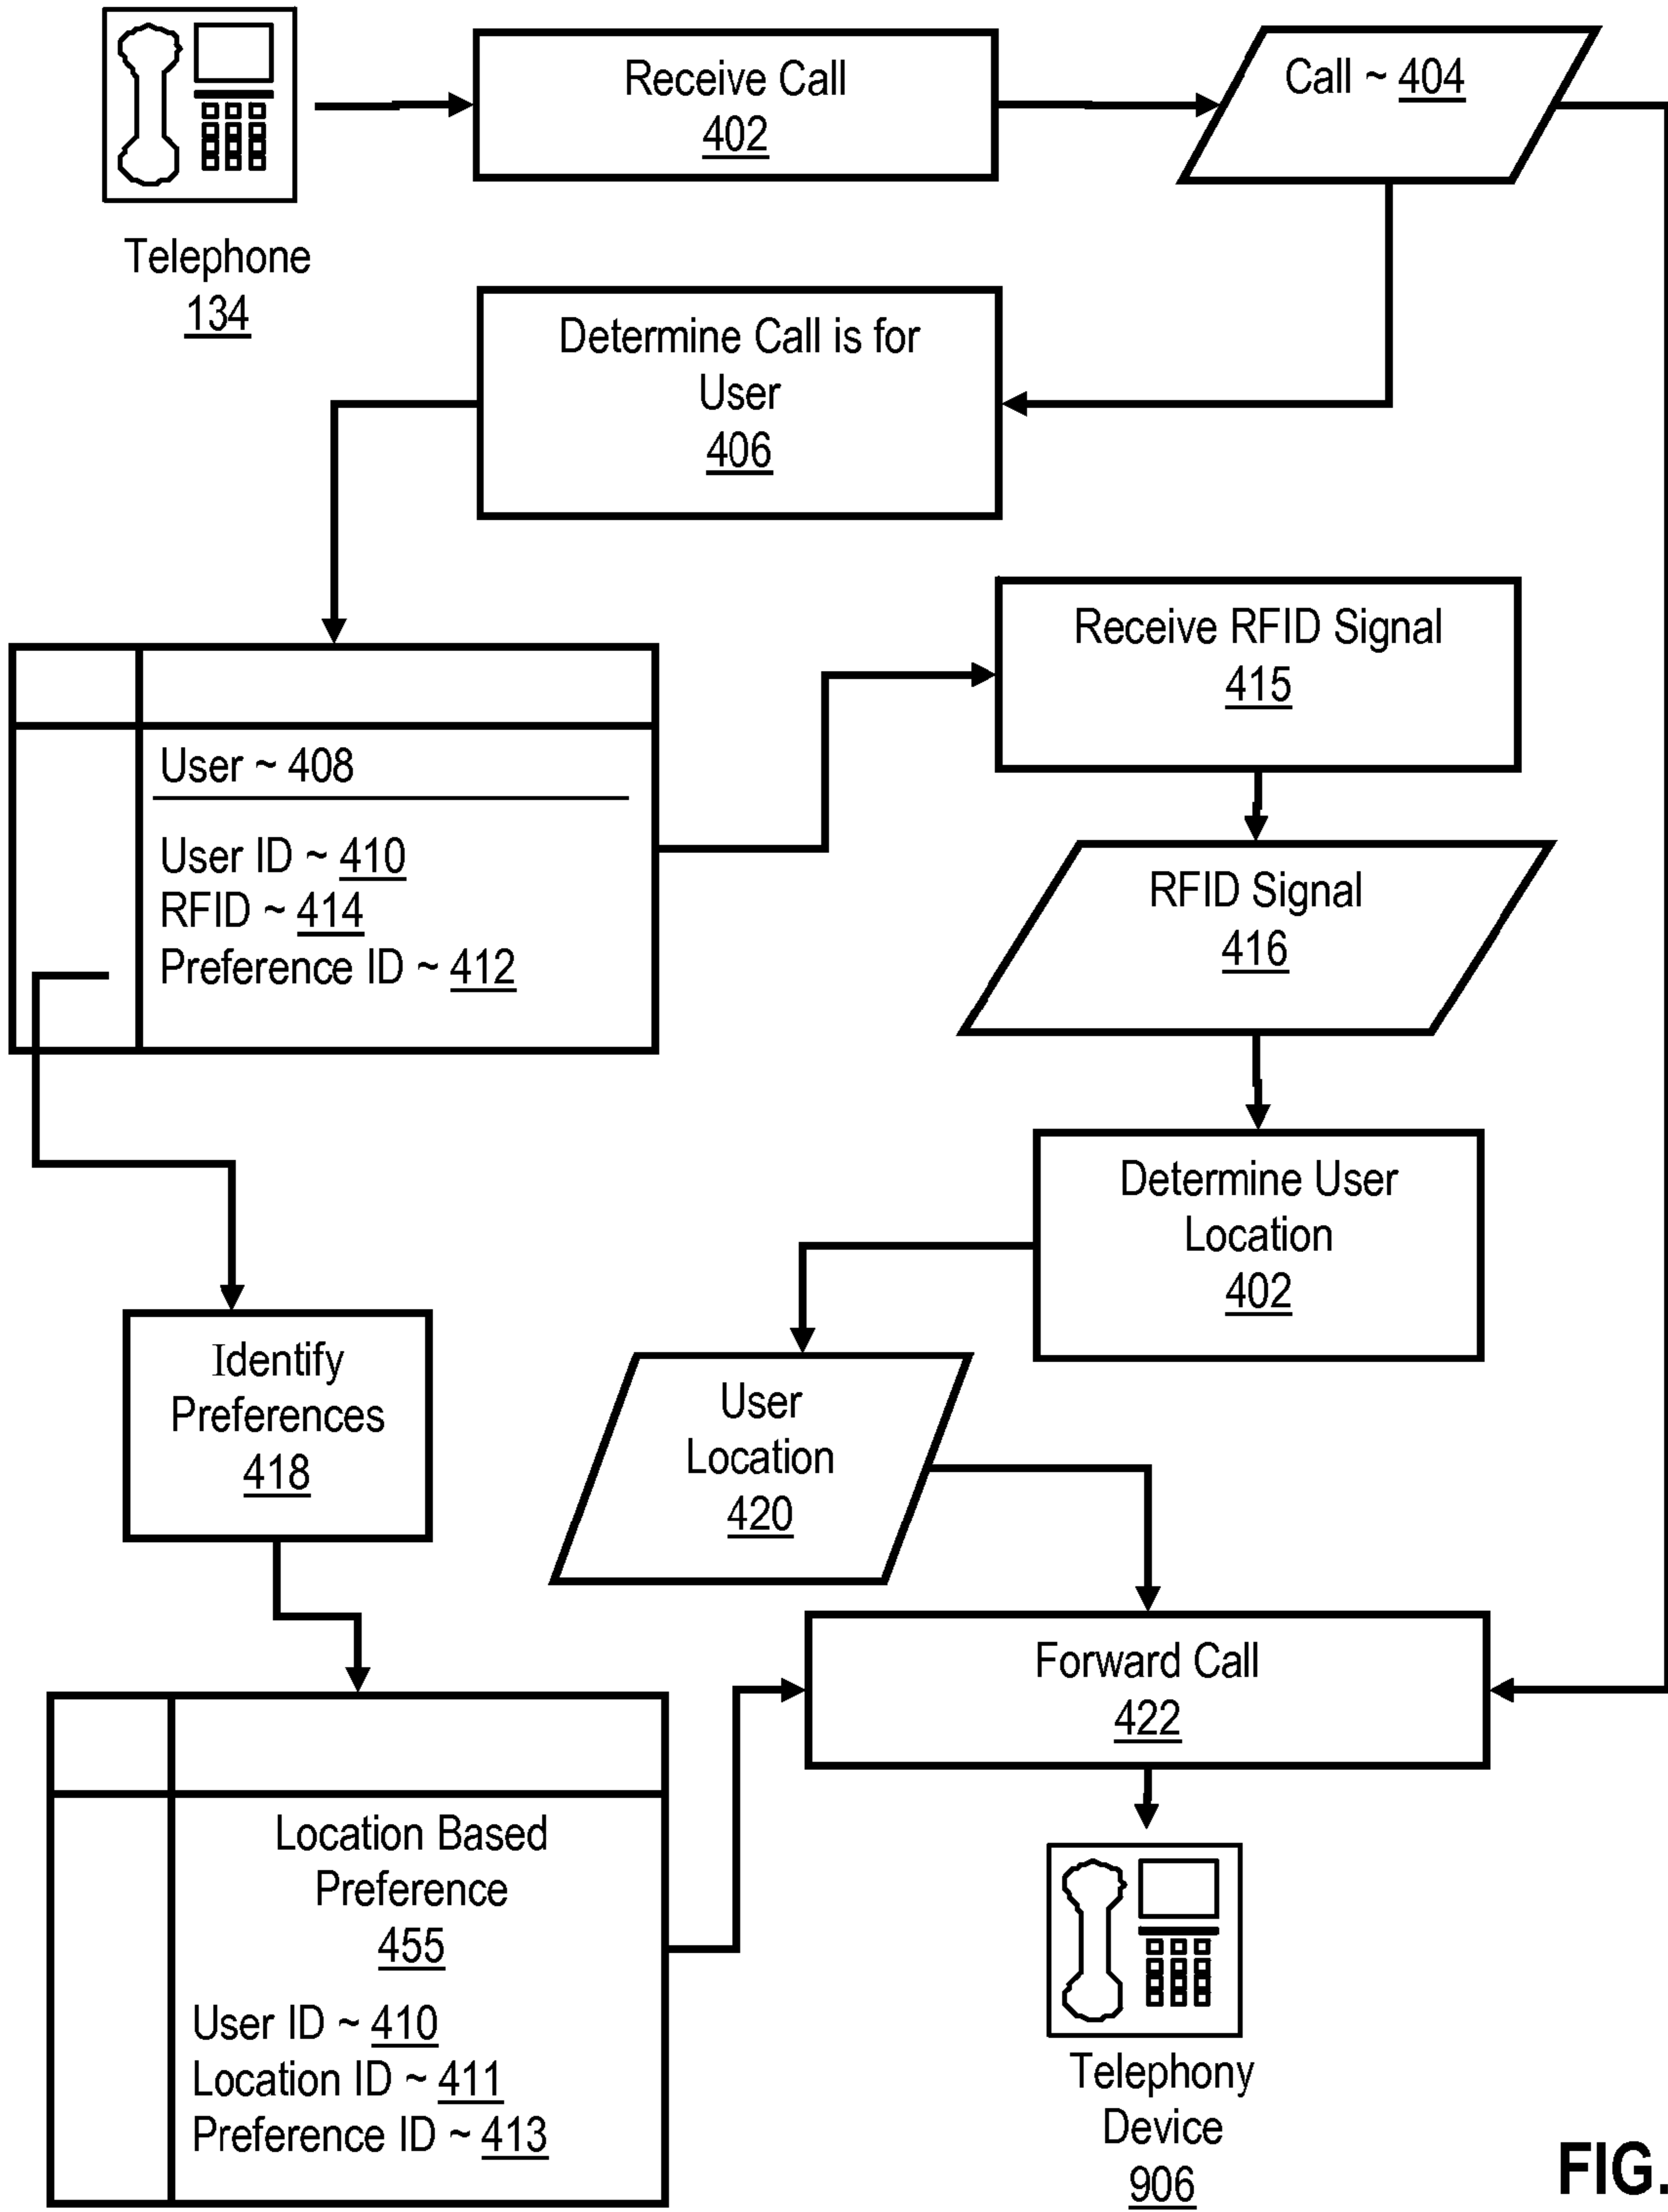 Receive Call
402
Call ~ 404
Telephone
134
Determine Call is for
User
406
Receive RFID Signal
415
User ~ 408
User ID ~ 410
RFID ~ 414
Preference ID ~ 412
RFID Signal
416
Determine User
Location
402
Identify
Preferences
418
User
Location
420
Forward Call
422
Location Based
Preference
455
User ID ~ 410
Location ID ~ 411
Preference ID ~ 413
Telephony
Device
906
FIG.